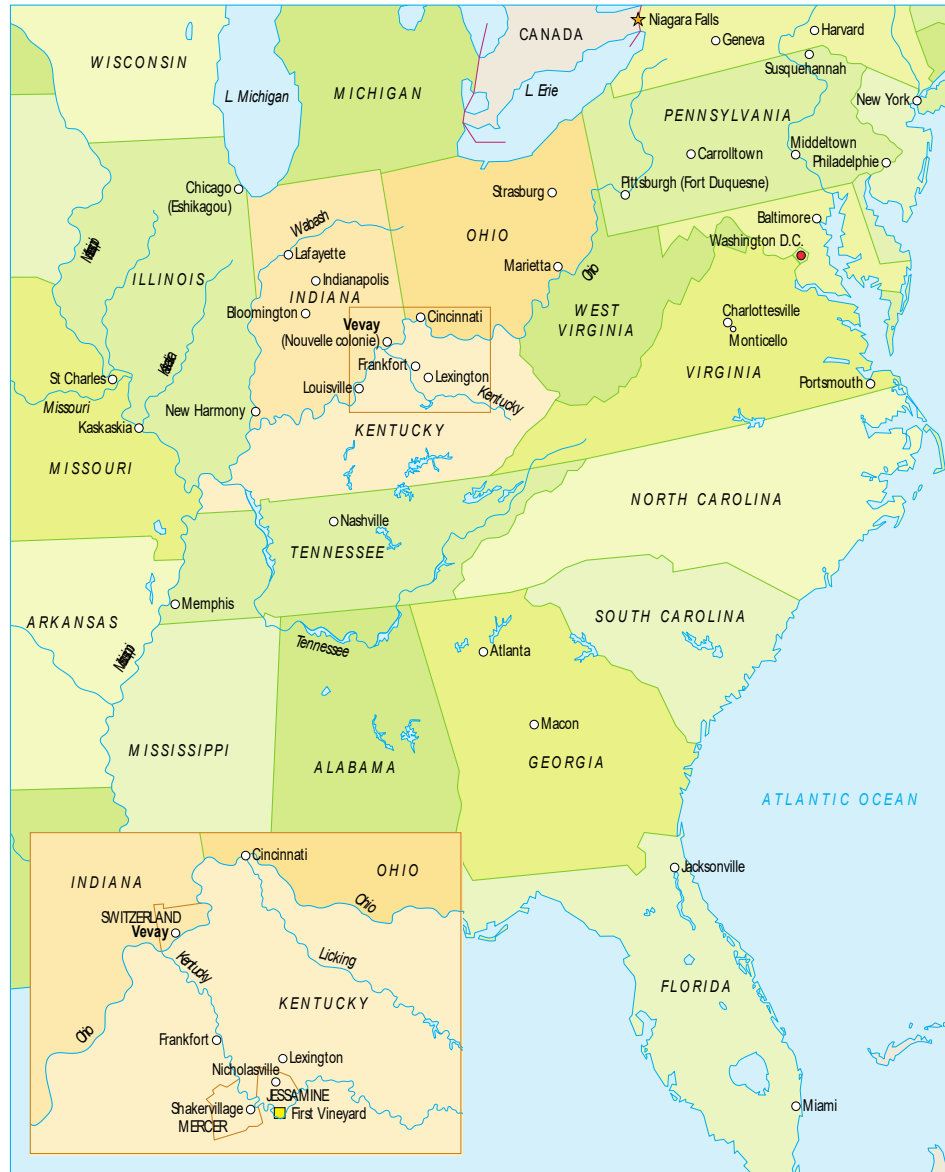 Niagara Falls
CANADA
Harvard
Geneva
WISCONSIN
Susquehannah
L. Michigan
MICHIGAN
L. Erie
New York
PENNSYLVANIA
Carrolltown
Middeltown
Philadelphie
Chicago
(Eshikagou)
Strasburg
Pittsburgh (Fort Duquesne)
Wabash
Baltimore
OHIO
Washington D.C.
Lafayette
Marietta
Ohio
ILLINOIS
Indianapolis
INDIANA
WEST
VIRGINIA
Bloomington
Cincinnati
Charlottesville
Vevay
(Nouvelle colonie)
Monticello
Frankfort
VIRGINIA
St Charles
Lexington
Louisville
Portsmouth
Missouri
New Harmony
Kentucky
Kaskaskia
KENTUCKY
MISSOURI
NORTH CAROLINA
Nashville
TENNESSEE
Memphis
ARKANSAS
SOUTH CAROLINA
Tennessee
Atlanta
Mississippi
Macon
MISSISSIPPI
ALABAMA
GEORGIA
ATLANTIC OCEAN
Jacksonville
FLORIDA
Miami
Cincinnati
OHIO
INDIANA
Ohio
SWITZERLAND
Vevay
Kentucky
Licking
KENTUCKY
Ohio
Frankfort
Lexington
Nicholasville
JESSAMINE
Shakervillage
First Vineyard
MERCER